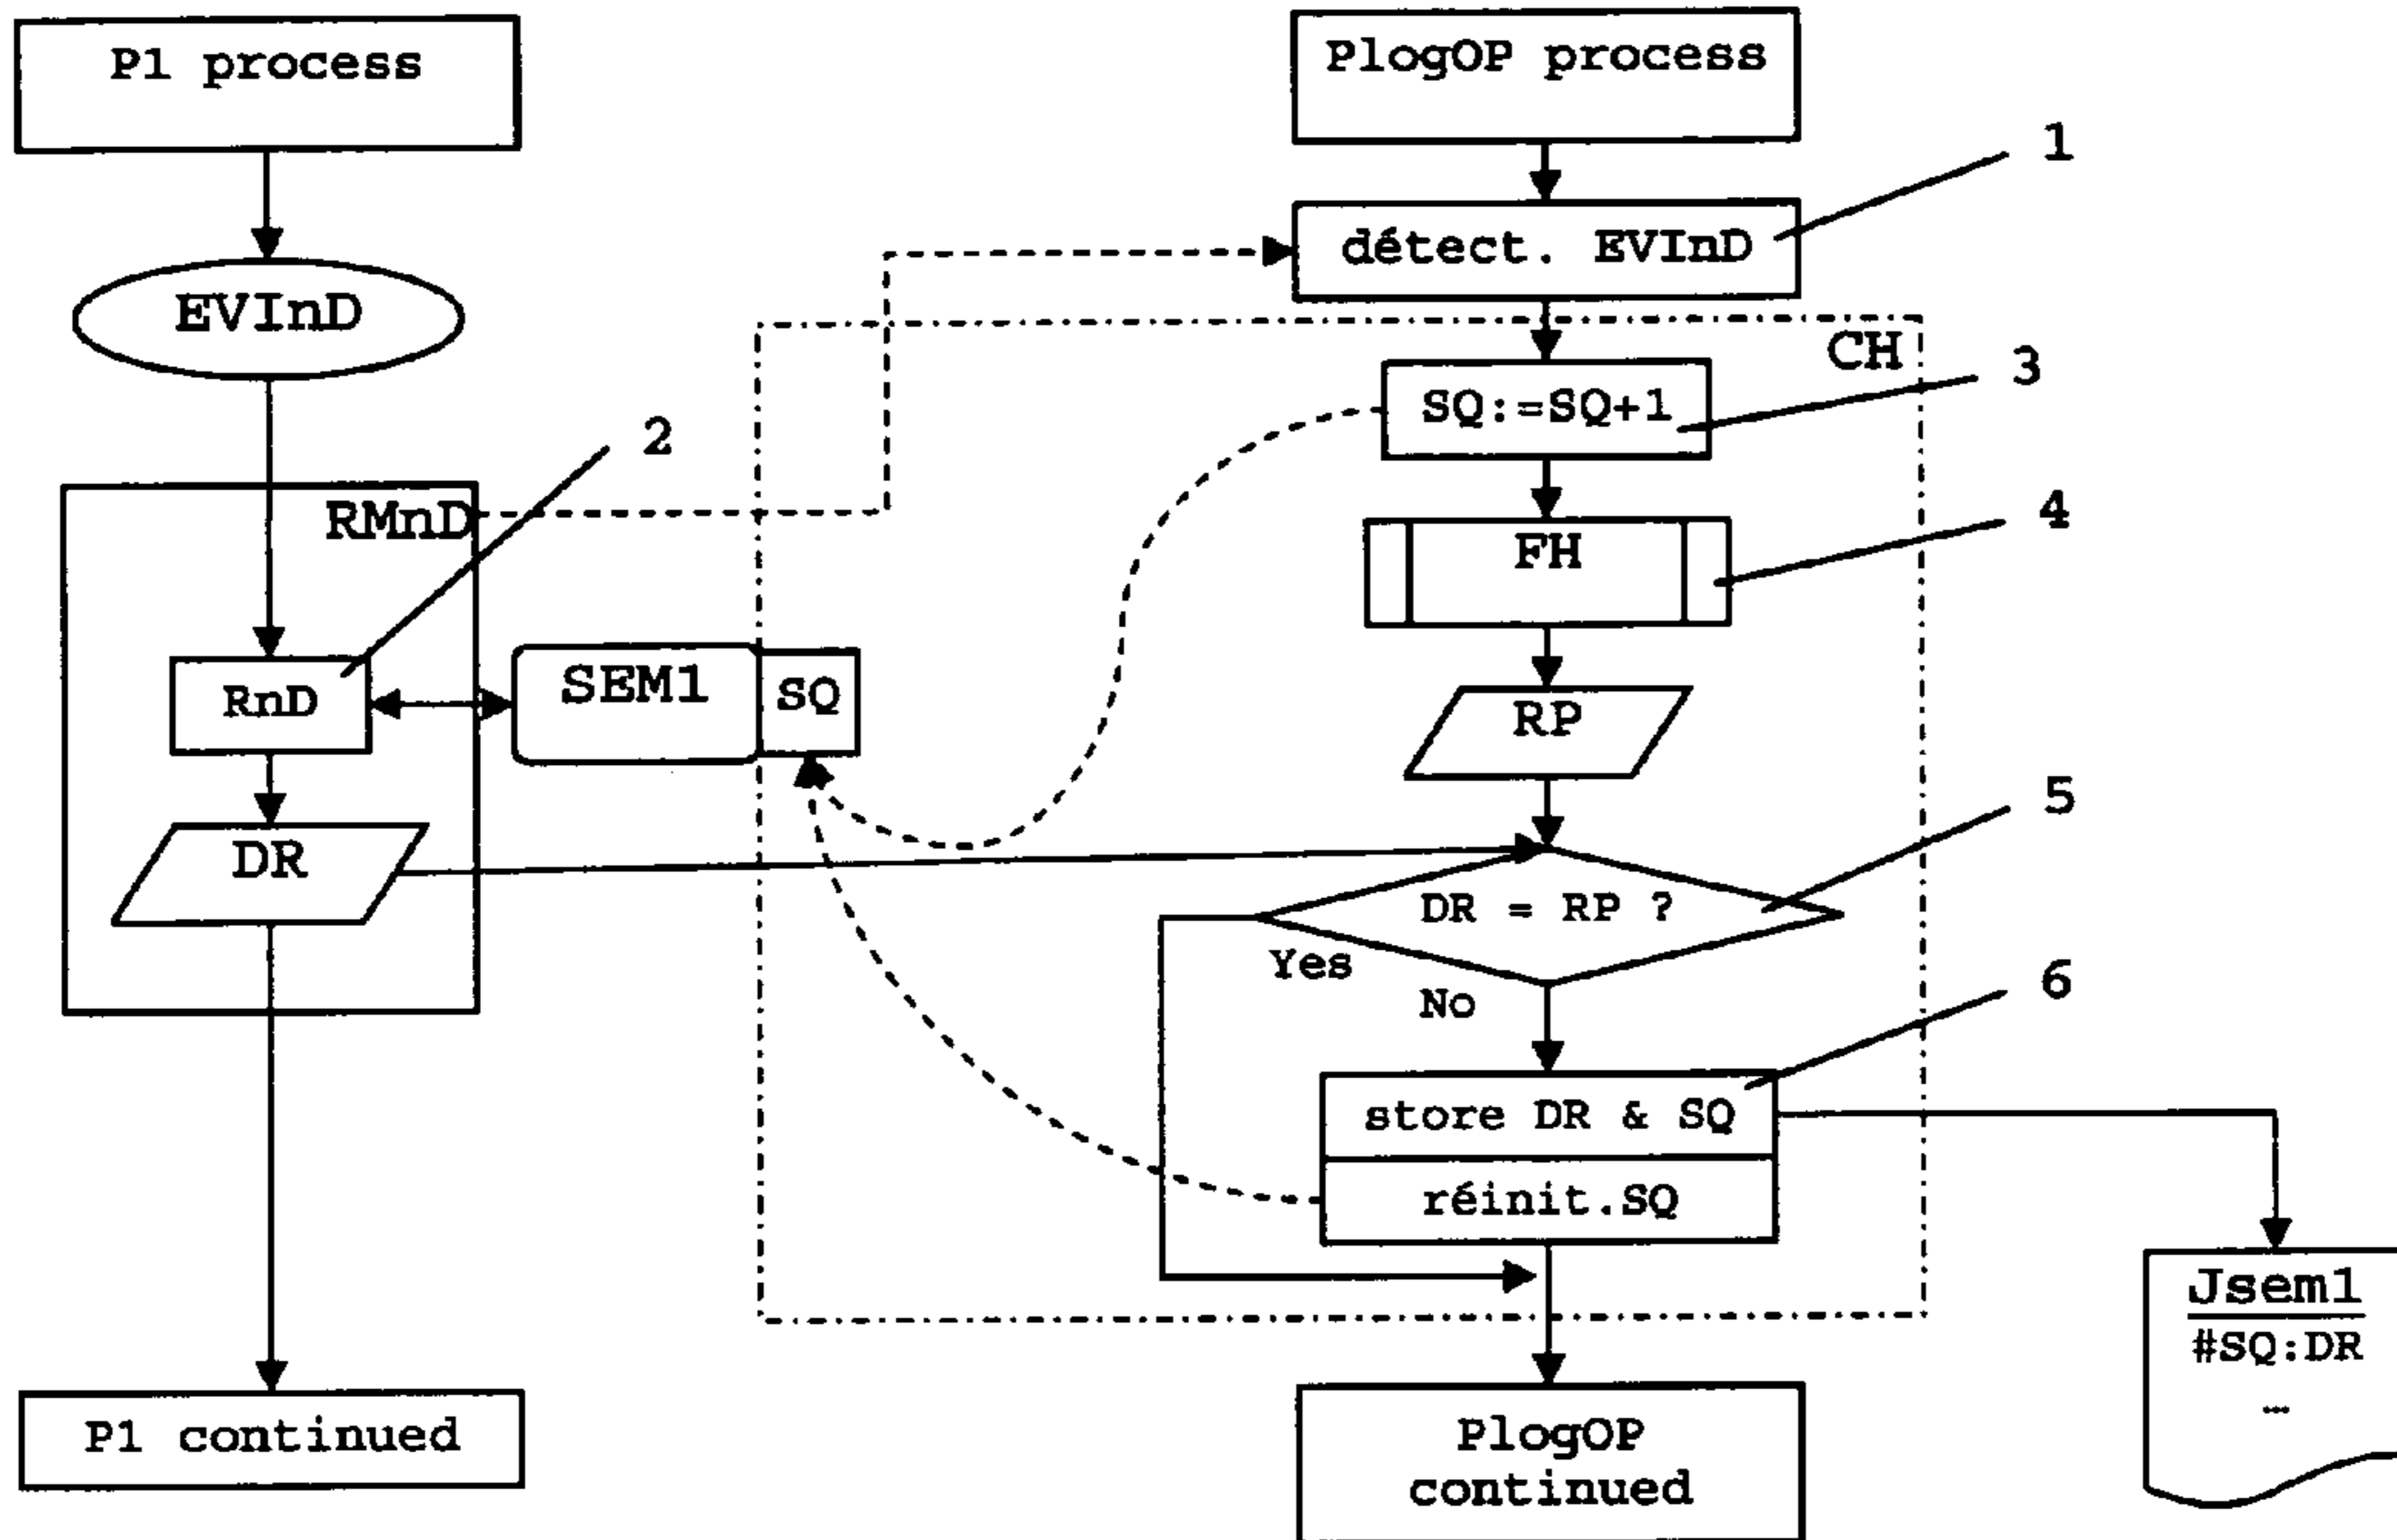 P1 process
PlogOP process
1
détect. EVInD
EVInD
CH
3
SQ:=SQ+1
2
RMnD
4
FH
RnD
SEM1
SQ
RP
DR
5
DR = RP ?
Yes
No
6
store DR & SQ
réinit.SQ
Jsem1
#SQ:DR
…
P1 continued
PlogOP
continued